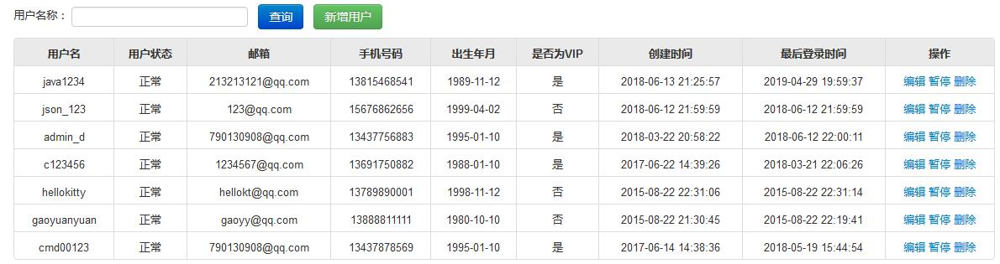 用户名称： 查询 新增用户
用户名 用户状态 邮箱 手机号码 出生年月 是否为VIP 创建时间 最后登录时间 操作
java1234 正常 213213121@qq.com 13815468541 1989-11-12 是 2018-06-13 21:25:57 2019-04-29 19:59:37 编辑 暂停 删除
json_123 正常 123@qq.com 15676862656 1999-04-02 否 2018-06-12 21:59:59 2018-06-12 21:59:59 编辑 暂停 删除
admin_d 正常 790130908@qq.com 13437756883 1995-01-10 是 2018-03-22 20:58:22 2018-06-12 22:00:11 编辑 暂停 删除
c123456 正常 1234567@qq.com 13691750882 1988-01-10 是 2017-06-22 14:39:26 2018-03-21 22:06:26 编辑 暂停 删除
hellokitty 正常 hellokt@qq.com 13789890001 1998-11-12 否 2015-08-22 22:31:06 2015-08-22 22:31:14 编辑 暂停 删除
gaoyuanyuan 正常 gaoyy@qq.com 13888811111 1980-10-10 否 2015-08-22 21:30:45 2015-08-22 22:19:41 编辑 暂停 删除
cmd00123 正常 790130908@qq.com 13437878569 1995-01-10 是 2017-06-14 14:38:36 2018-05-19 15:44:54 编辑 暂停 删除